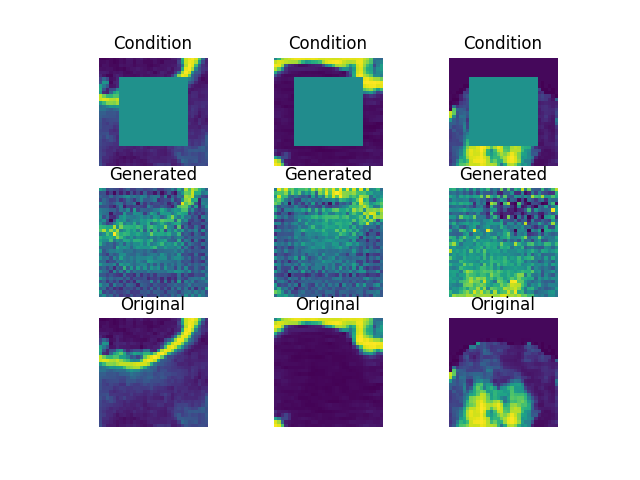 Condition Condition Condition
Generated Generated Generated
Original Original Original